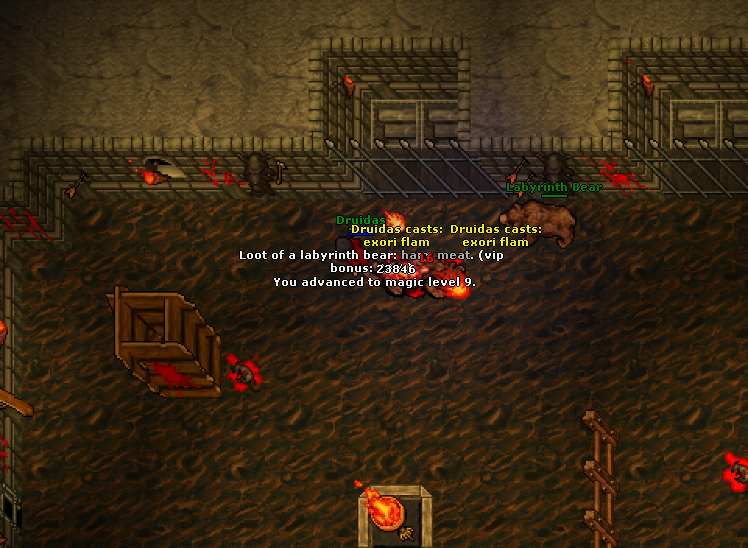 Labyrinth Bear
Druidas
Druidas casts: Druidas casts:
exori flam exori flam
Loot of a labyrinth bear: meat. (vip
bonus:
You advanced to magic level 9.